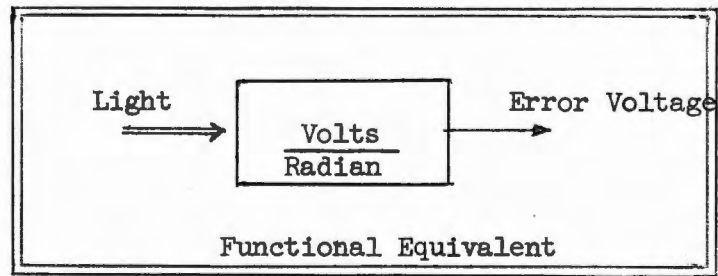 Light
Error Voltage
Volts
Radian
Functional Equivalent